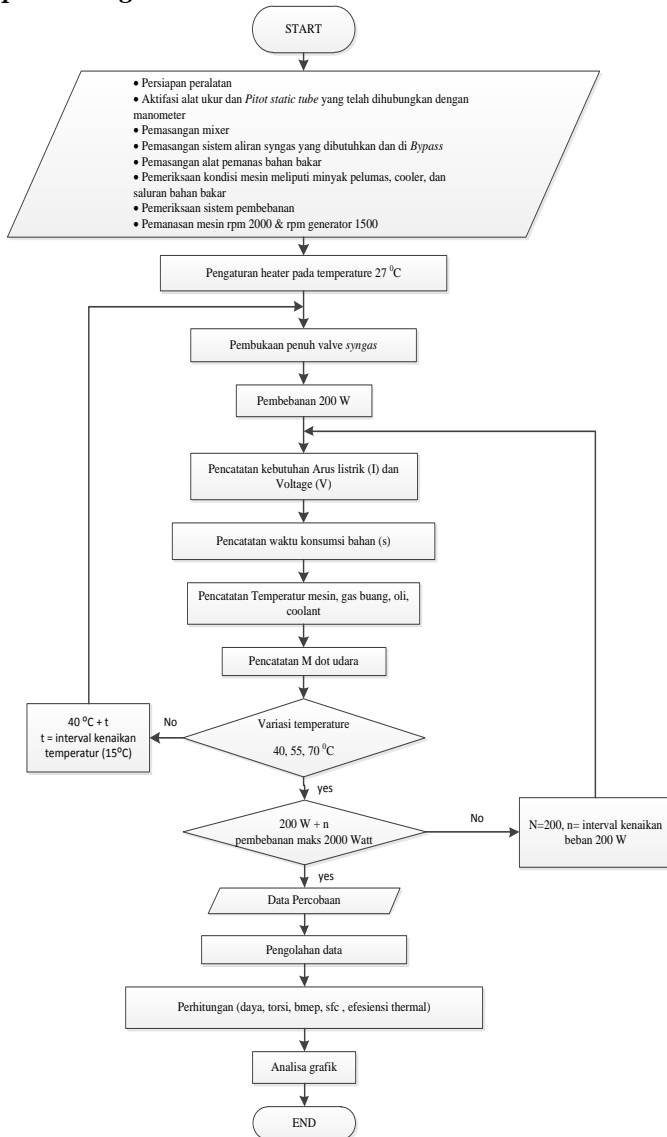 START
• Persiapan peralatan
• Aktifasi alat ukur dan Pitot static tube yang telah dihubungkan dengan
manometer
• Pemasangan mixer
• Pemasangan sistem aliran syngas yang dibutuhkan dan di Bypass
• Pemasangan alat pemanas bahan bakar
• Pemeriksaan kondisi mesin meliputi minyak pelumas, cooler, dan
saluran bahan bakar
• Pemeriksaan sistem pembebanan
• Pemanasan mesin rpm 2000 & rpm generator 1500
Pengaturan heater pada temperature 27 ⁰C
Pembukaan penuh valve syngas
Pembebanan 200 W
Pencatatan kebutuhan Arus listrik (I) dan
Voltage (V)
Pencatatan waktu konsumsi bahan (s)
Pencatatan Temperatur mesin, gas buang, oli,
coolant
Pencatatan M dot udara
Variasi temperature
40, 55, 70 ⁰C
No
40 ⁰C + t
t = interval kenaikan
temperatur (15⁰C)
yes
200 W + n
pembebanan maks 2000 Watt
No
N=200, n= interval kenaikan
beban 200 W
yes
Data Percobaan
Pengolahan data
Perhitungan (daya, torsi, bmep, sfc , efesiensi thermal)
Analisa grafik
END